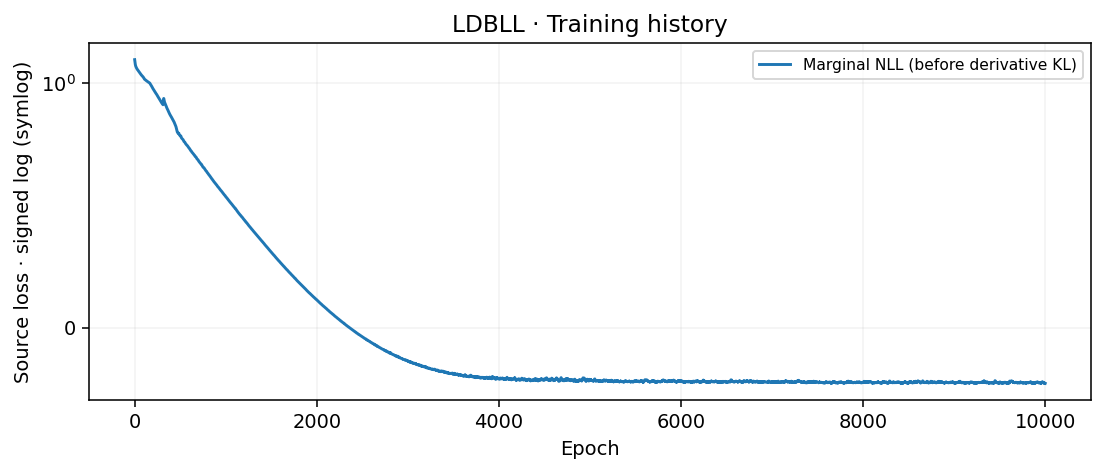 LDBLL · Training history
Source loss · signed log (symlog)
10⁰
0
Marginal NLL (before derivative KL)
0 2000 4000 6000 8000 10000
Epoch